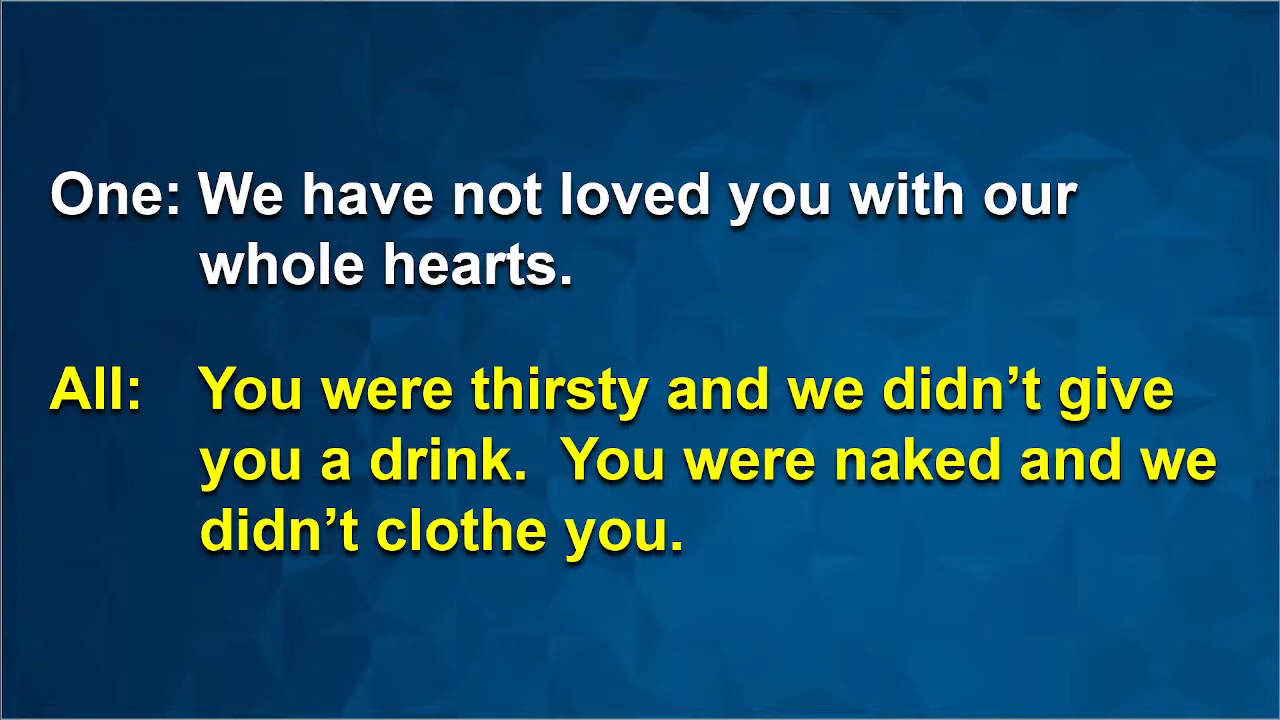 One: We have not loved you with our
whole hearts.
All: You were thirsty and we didn’t give
you a drink.  You were naked and we
didn’t clothe you.